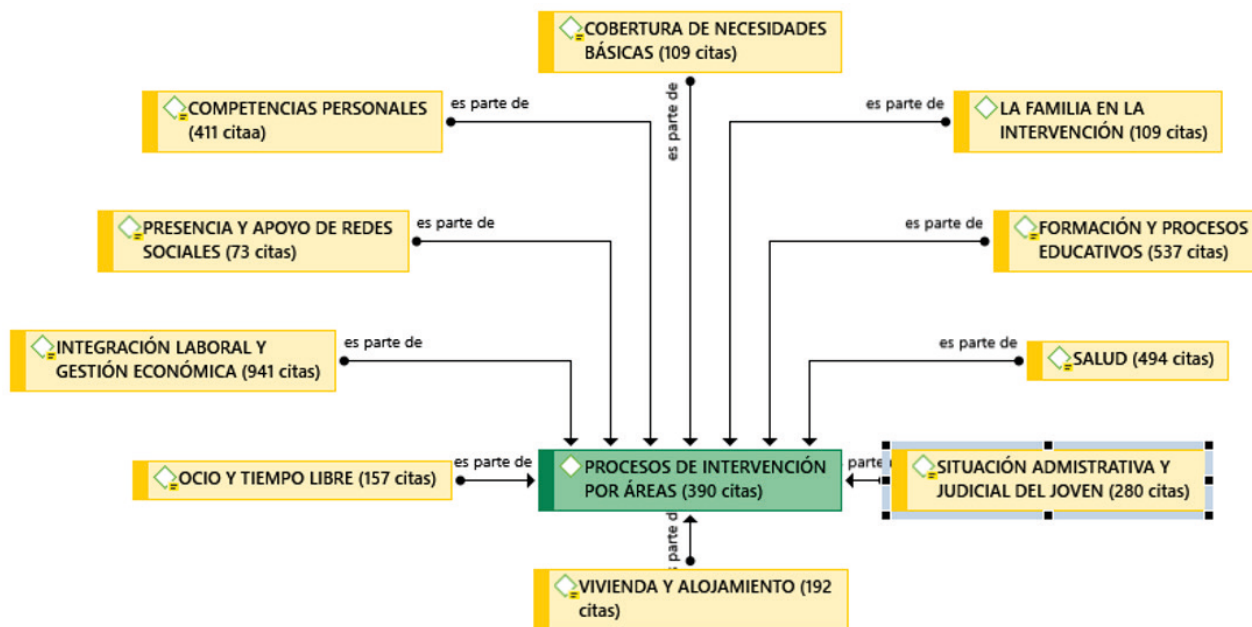 COBERTURA DE NECESIDADES
BÁSICAS (109 citas)
COMPETENCIAS PERSONALES
(411 citaa)
es parte de
es parte de
es parte de
LA FAMILIA EN LA
INTERVENCIÓN (109 citas)
PRESENCIA Y APOYO DE REDES
SOCIALES (73 citas)
es parte de
es parte de
FORMACIÓN Y PROCESOS
EDUCATIVOS (537 citas)
INTEGRACIÓN LABORAL Y
GESTIÓN ECONÓMICA (941 citas)
es parte de
es parte de
SALUD (494 citas)
OCIO Y TIEMPO LIBRE (157 citas)
es parte de
PROCESOS DE INTERVENCIÓN
POR ÁREAS (390 citas)
parte
SITUACIÓN ADMISTRATIVA Y
JUDICIAL DEL JOVEN (280 citas)
es parte de
VIVIENDA Y ALOJAMIENTO (192
citas)